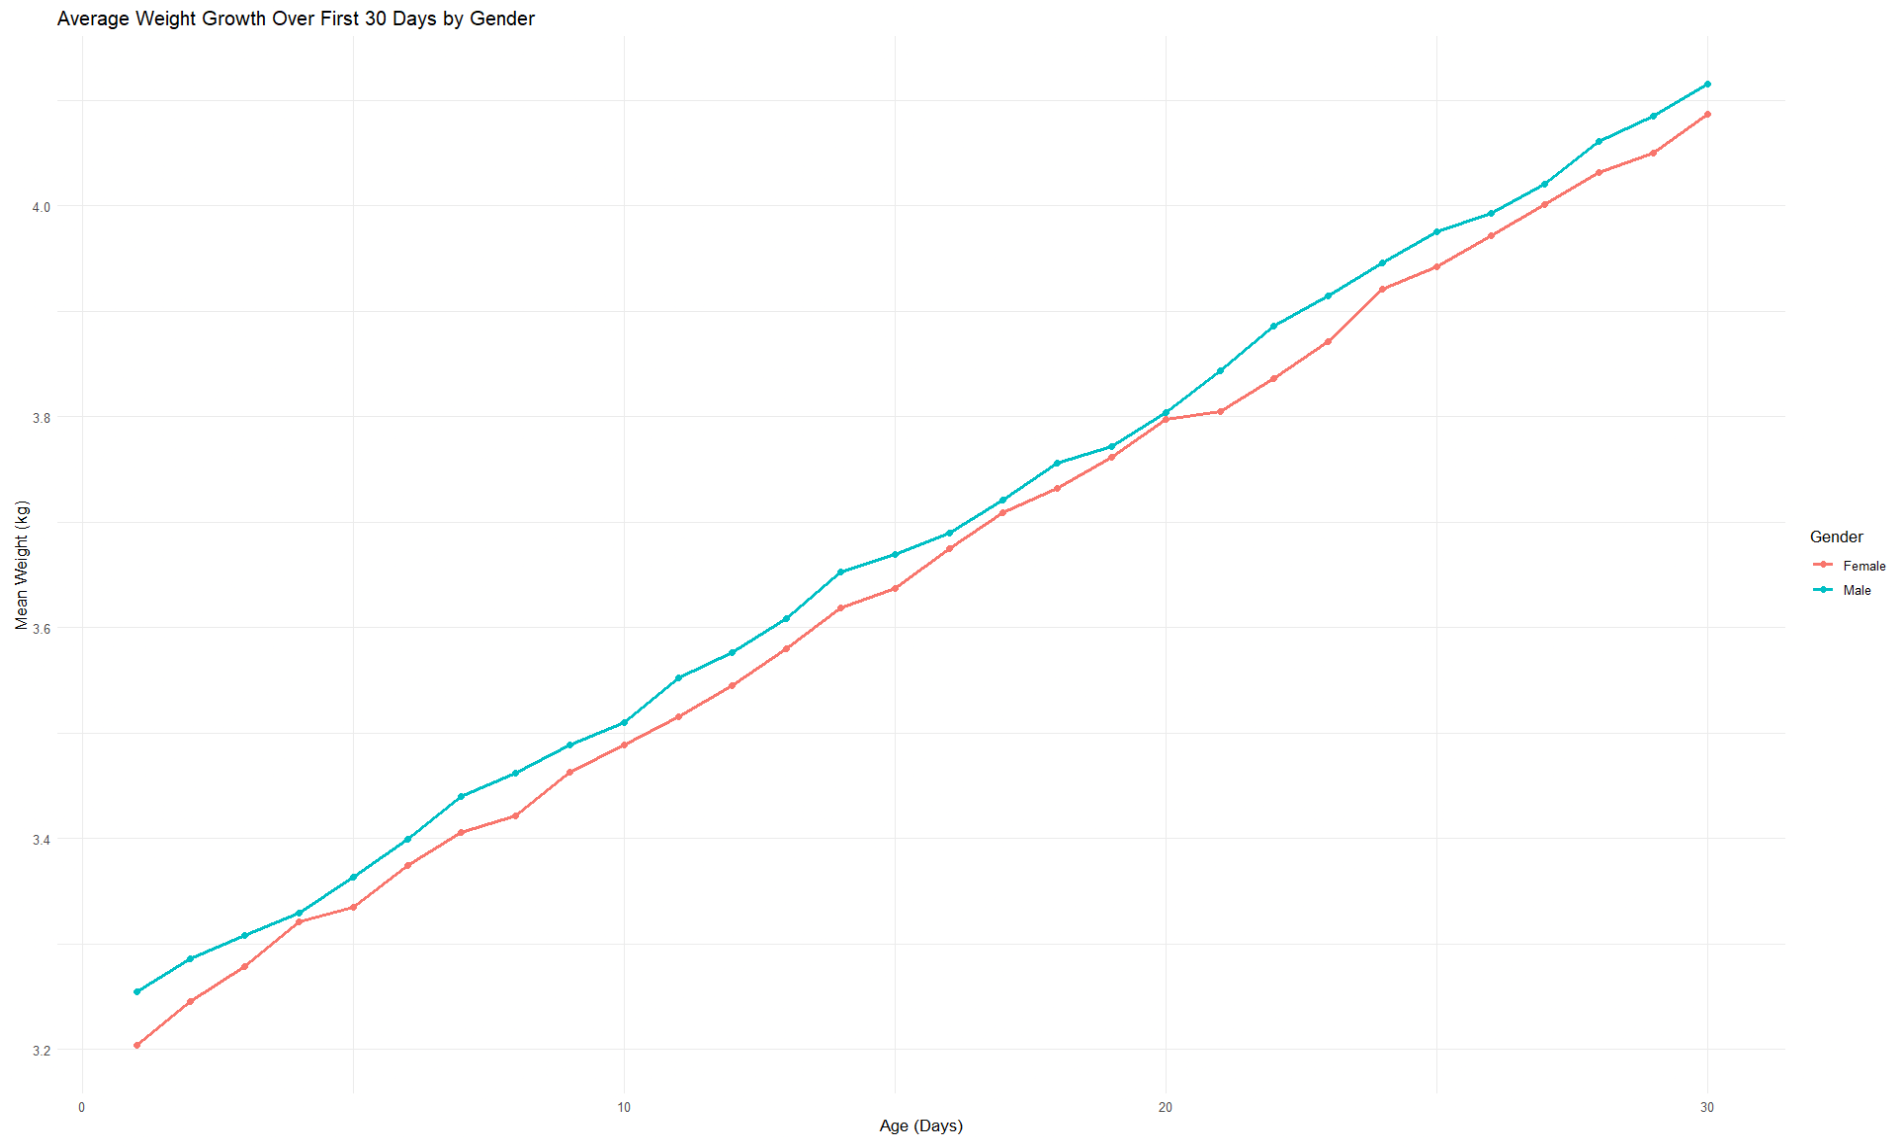 Average Weight Growth Over First 30 Days by Gender
Mean Weight (kg)
4.0
3.8
3.6
3.4
3.2
0
10
20
30
Age (Days)
Gender
Female
Male